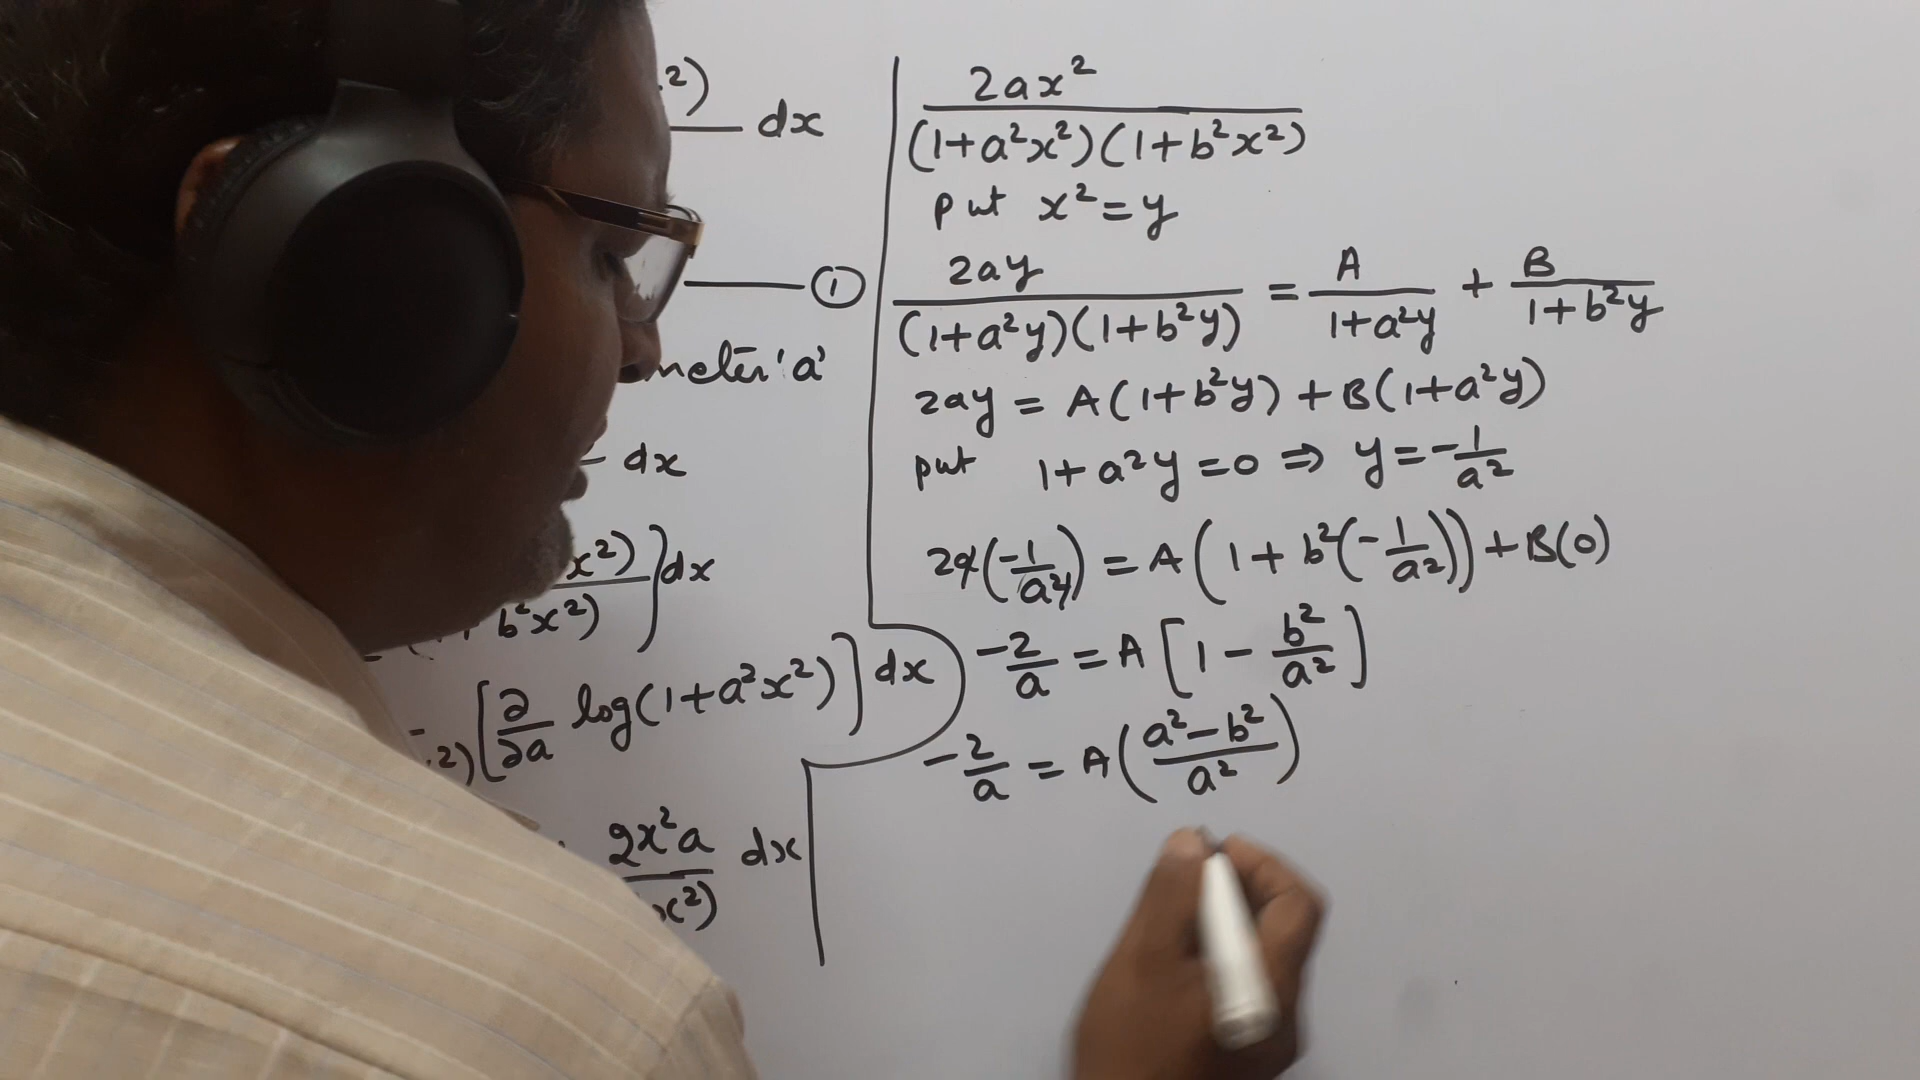 ²)
dx
①
meter 'a'
dx
x²)]dx
b²x²)
[∂/∂a log(1+a²x²)] dx
2x²a dx
x²)
2ax²
(1+a²x²)(1+b²x²)
put x²=y
2ay/((1+a²y)(1+b²y)) = A/(1+a²y) + B/(1+b²y)
2ay = A(1+b²y)+B(1+a²y)
put 1+a²y=0 ⇒ y=-1/a²
2a(-1/a²) = A(1+b²(-1/a²))+B(0)
-2/a = A[1-b²/a²]
-2/a = A((a²-b²)/a²)